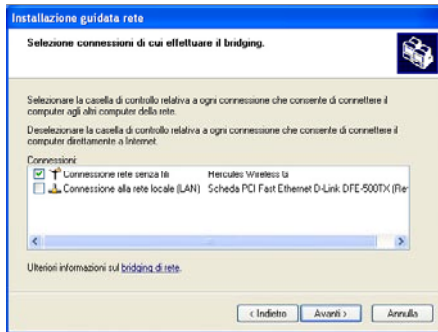 Installazione guidata rete
Selezione connessioni di cui effettuare il bridging.
Selezionare la casella di controllo relativa a ogni connessione che consente di connettere il
computer agli altri computer della rete.
Deselezionare la casella di controllo relativa a ogni connessione che consente di connettere il
computer direttamente a Internet.
Connessioni:
Connessione rete senza fili Hercules Wireless G
Connessione alla rete locale (LAN) Scheda PCI Fast Ethernet D-Link DFE-500TX (Re
Ulteriori informazioni sul bridging di rete.
< Indietro Avanti > Annulla